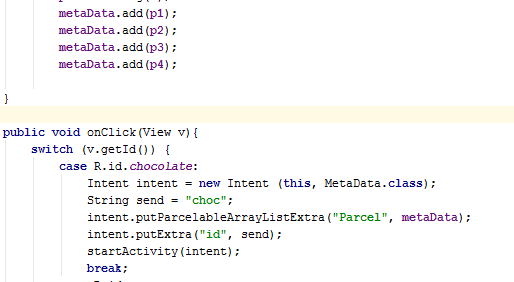 metaData.add(p1);
metaData.add(p2);
metaData.add(p3);
metaData.add(p4);
}
public void onClick(View v){
switch (v.getId()) {
case R.id.chocolate:
Intent intent = new Intent (this, MetaData.class);
String send = "choc";
intent.putParcelableArrayListExtra("Parcel", metaData);
intent.putExtra("id", send);
startActivity(intent);
break;